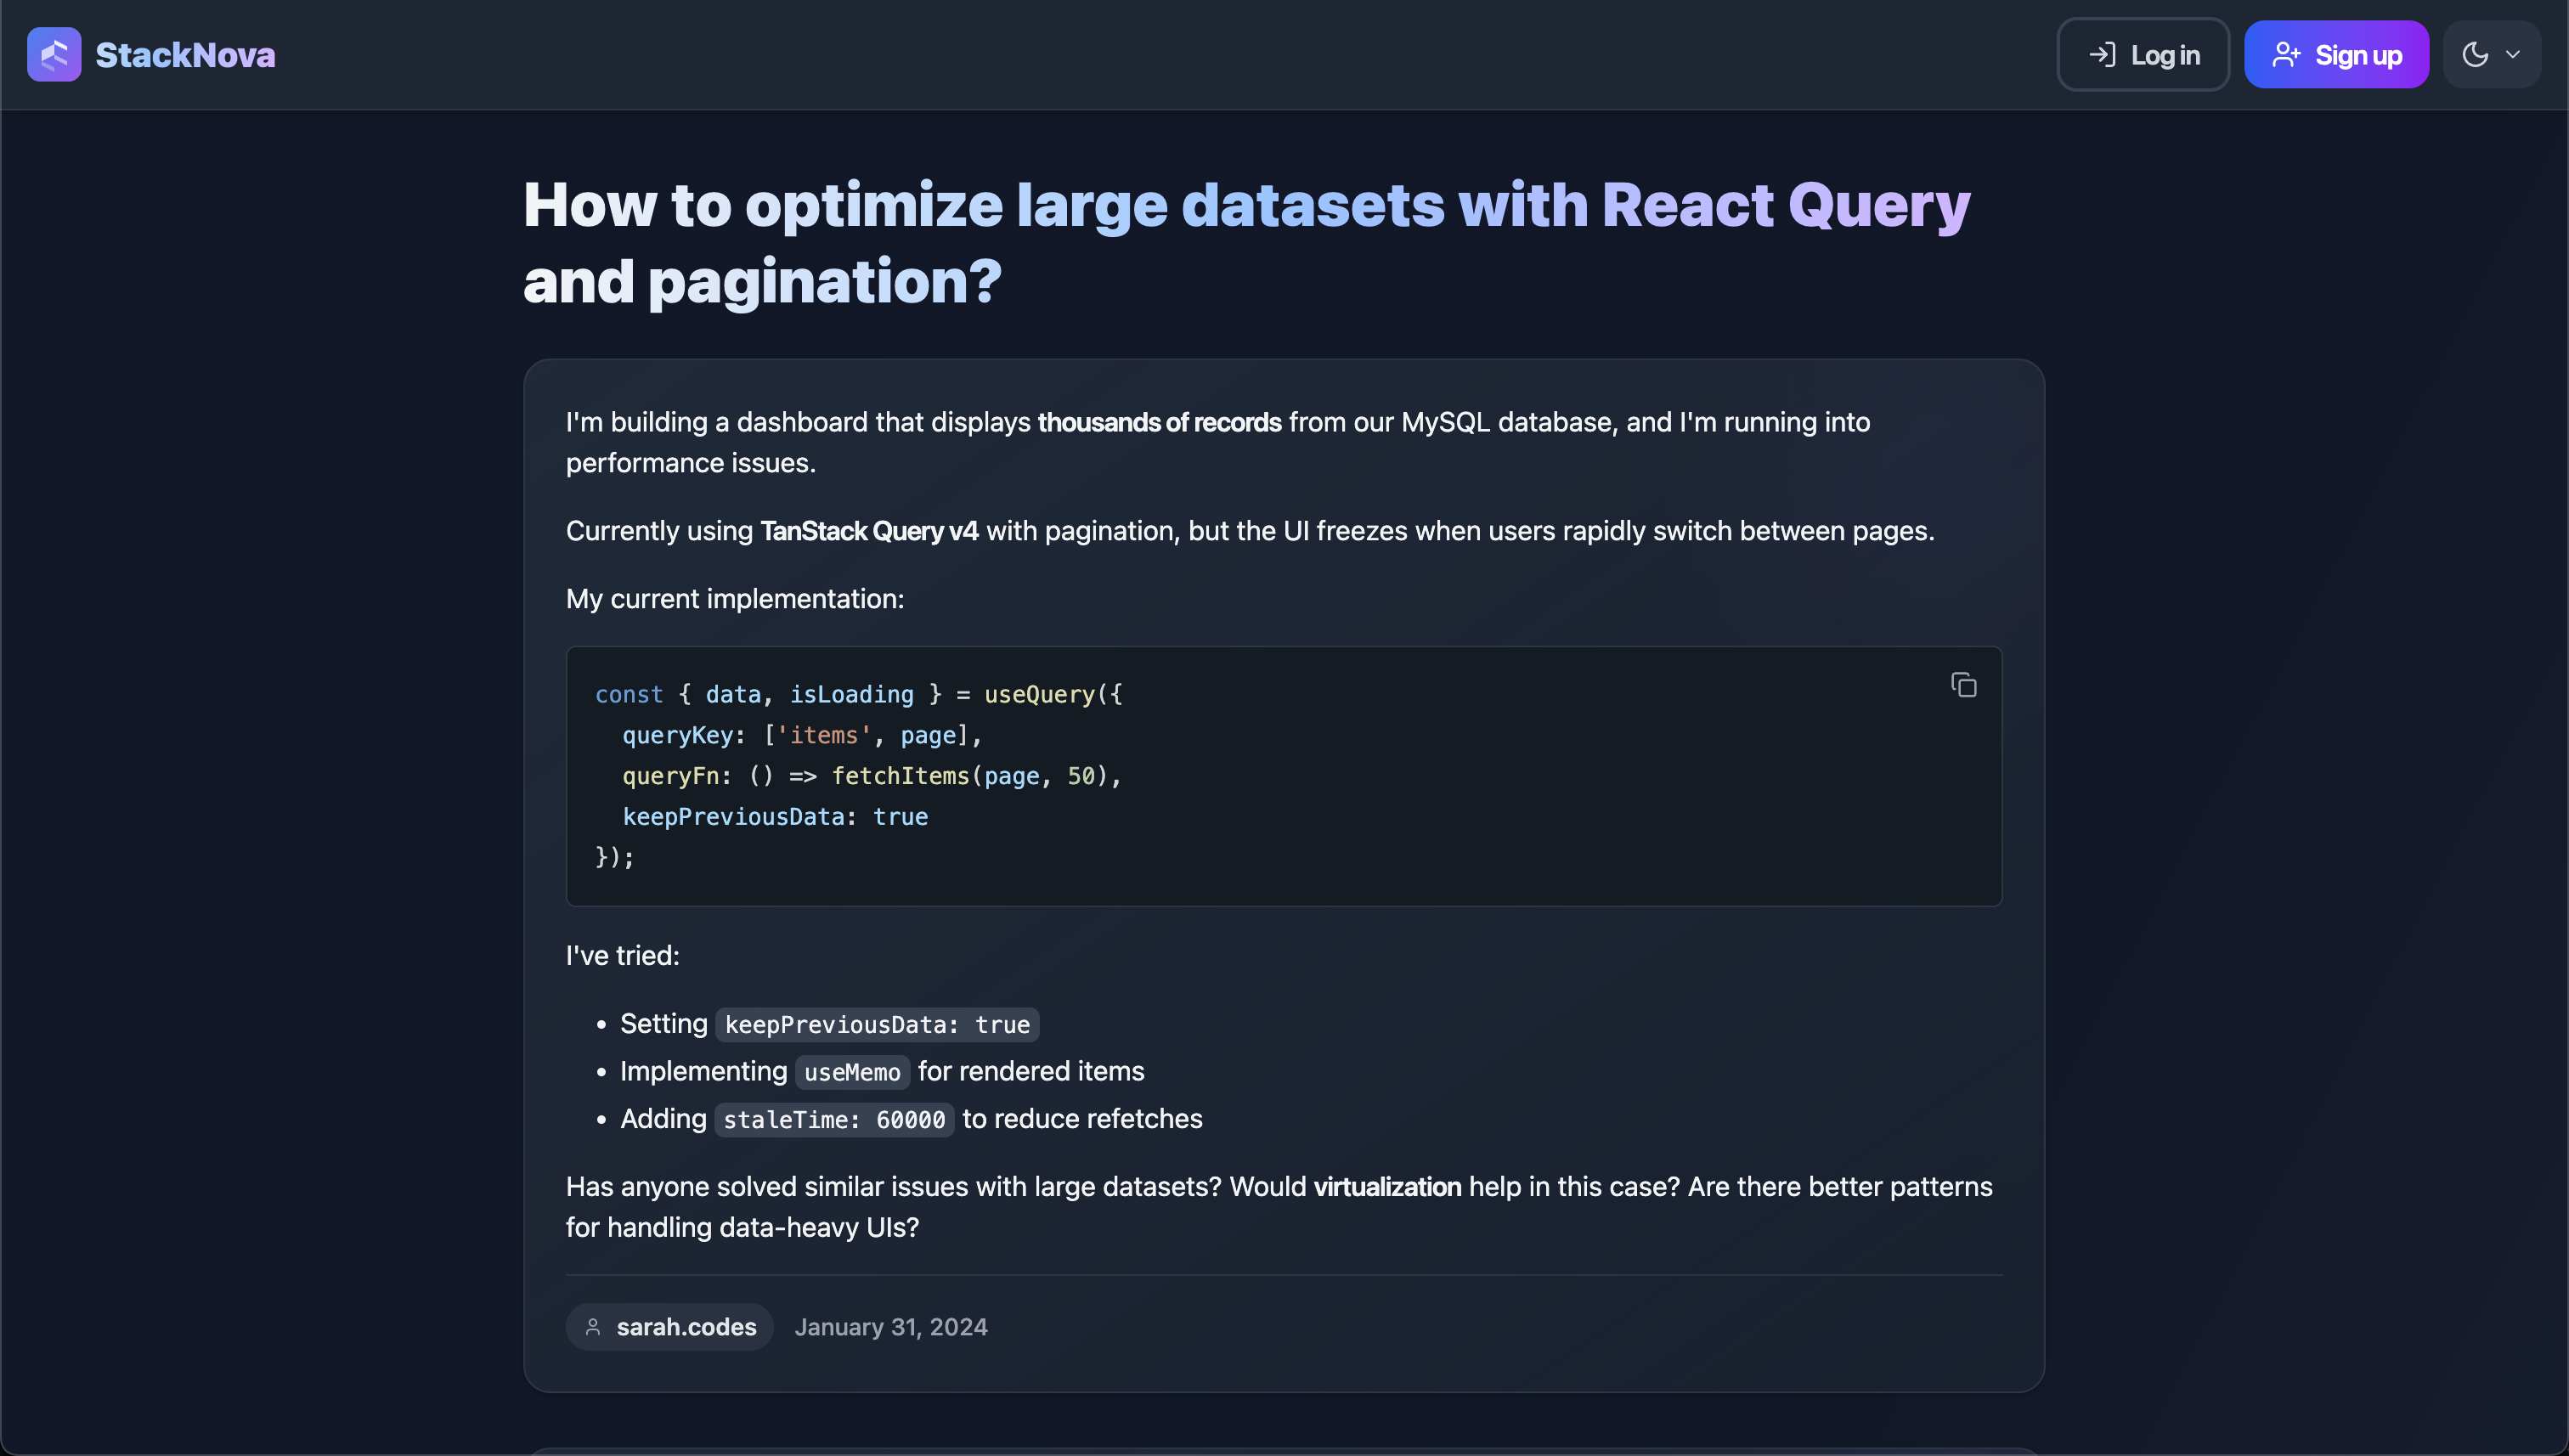 StackNova
Log in
Sign up
How to optimize large datasets with React Query
and pagination?
I'm building a dashboard that displays thousands of records from our MySQL database, and I'm running into
performance issues.
Currently using TanStack Query v4 with pagination, but the UI freezes when users rapidly switch between pages.
My current implementation:
const { data, isLoading } = useQuery({
  queryKey: ['items', page],
  queryFn: () => fetchItems(page, 50),
  keepPreviousData: true
});
I've tried:
• Setting keepPreviousData: true
• Implementing useMemo for rendered items
• Adding staleTime: 60000 to reduce refetches
Has anyone solved similar issues with large datasets? Would virtualization help in this case? Are there better patterns
for handling data-heavy UIs?
sarah.codes January 31, 2024